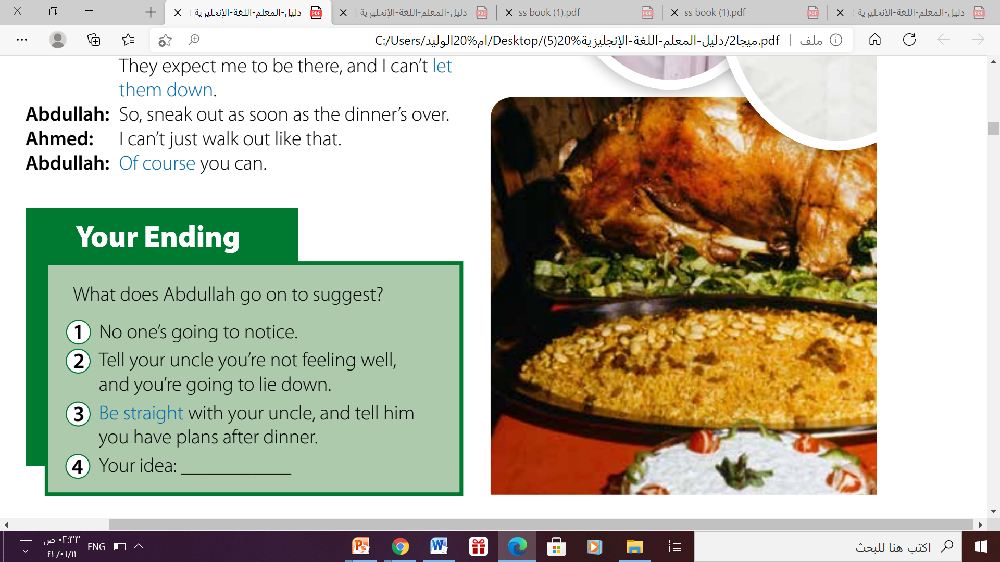 دليل-المعلم-اللغة-الإنجليزية
دليل-المعلم-اللغة-الإنجليزية
ss book (1).pdf
ss book (1).pdf
دليل-المعلم-اللغة-الإنجليزية
C:/Users/ام%20الوليد/Desktop/ميجا2/دليل-المعلم-اللغة-الإنجليزية%20(5).pdf
ملف
They expect me to be there, and I can’t let
them down.
Abdullah: So, sneak out as soon as the dinner’s over.
Ahmed: I can’t just walk out like that.
Abdullah: Of course you can.
Your Ending
What does Abdullah go on to suggest?
1 No one’s going to notice.
2 Tell your uncle you’re not feeling well,
and you’re going to lie down.
3 Be straight with your uncle, and tell him
you have plans after dinner.
4 Your idea: ___________
٠٢:٣٣ ص
ENG
٤٢/٠٦/١١
اكتب هنا للبحث